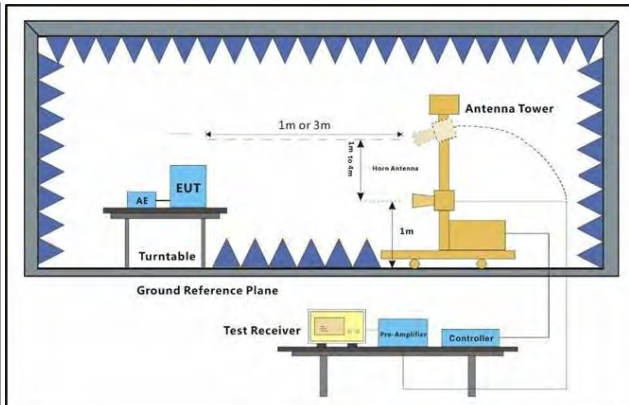 Antenna Tower
1m or 3m
1m to 4m
Horn Antenna
EUT
AE
1m
Turntable
Ground Reference Plane
Test Receiver
Pre-Amplifier
Controller